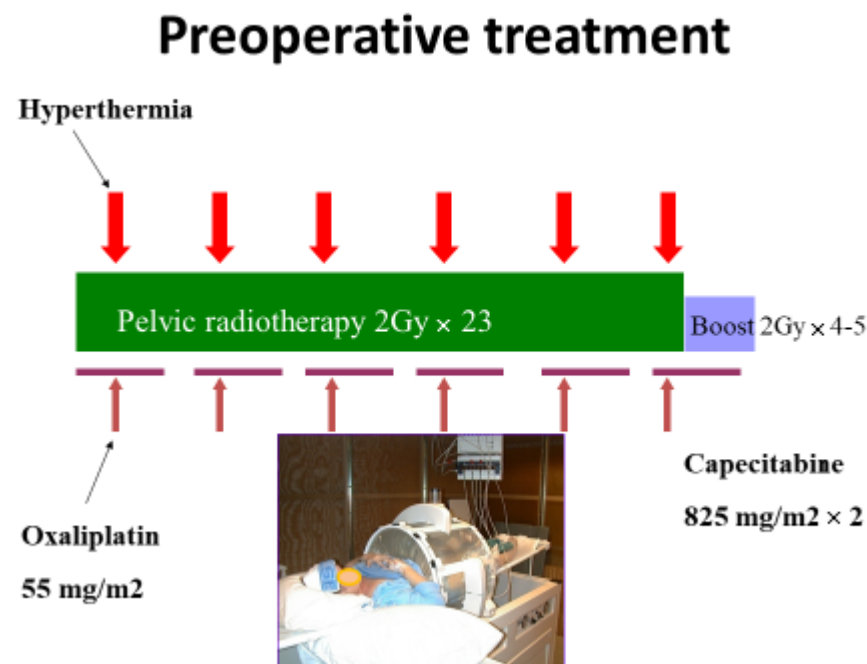 Preoperative treatment
Hyperthermia
Pelvic radiotherapy 2Gy × 23
Boost 2Gy × 4-5
Oxaliplatin
55 mg/m2
Capecitabine
825 mg/m2 × 2